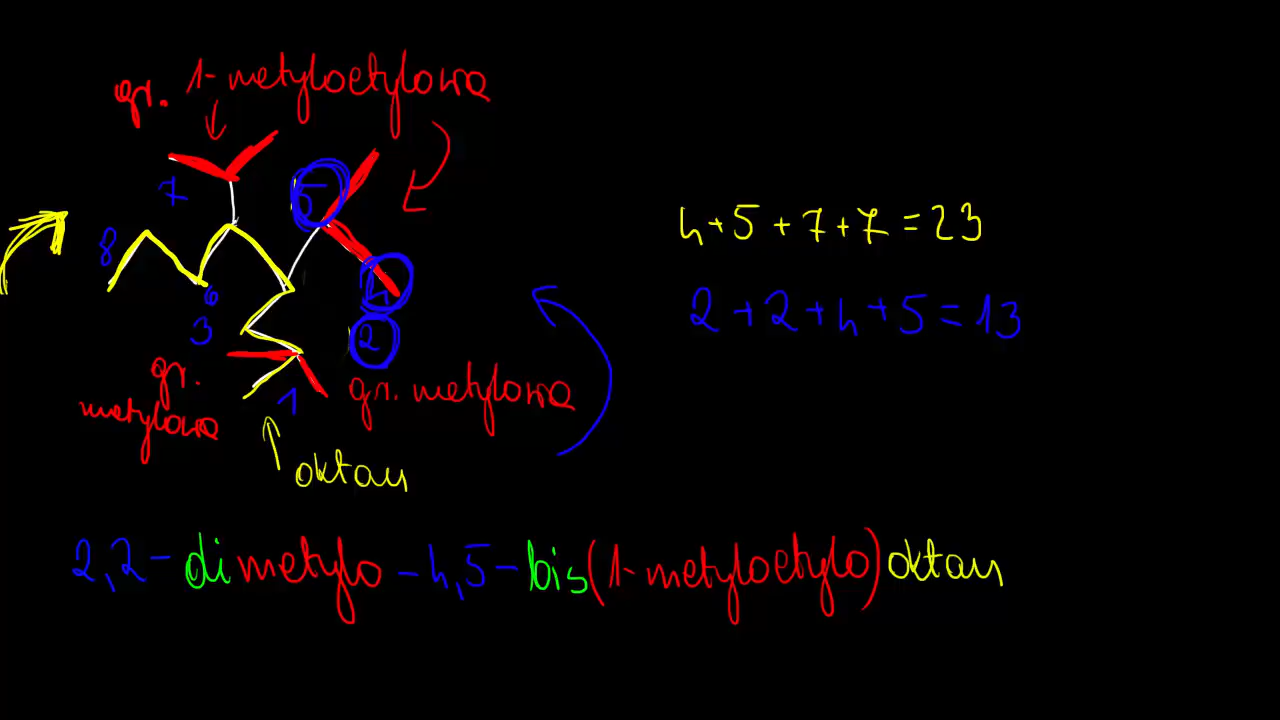 gr. 1-metyloetylowa
7
5
8
6
4
3
2
1
gr. metylowa
gr. metylowa
oktan
4+5+7+7=23
2+2+4+5=13
2,2-dimetylo-4,5-bis(1-metyloetylo)oktan